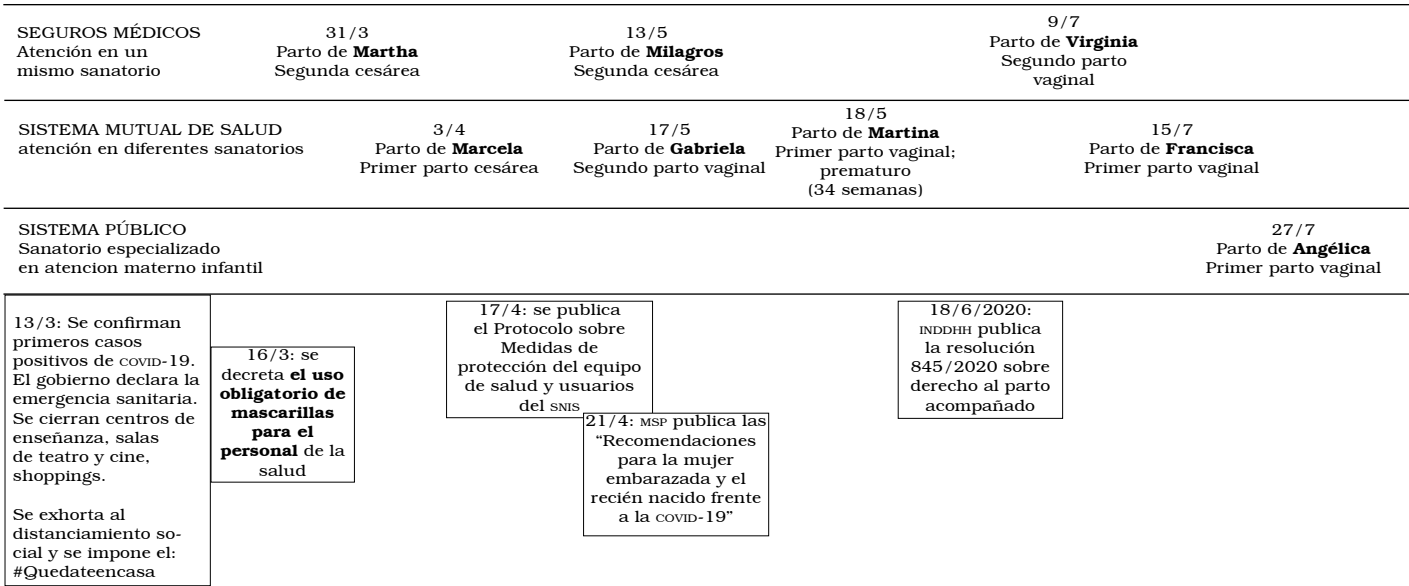 SEGUROS MÉDICOS
Atención en un
mismo sanatorio
31/3
Parto de Martha
Segunda cesárea
13/5
Parto de Milagros
Segunda cesárea
9/7
Parto de Virginia
Segundo parto
vaginal
SISTEMA MUTUAL DE SALUD
atención en diferentes sanatorios
3/4
Parto de Marcela
Primer parto cesárea
17/5
Parto de Gabriela
Segundo parto vaginal
18/5
Parto de Martina
Primer parto vaginal;
prematuro
(34 semanas)
15/7
Parto de Francisca
Primer parto vaginal
SISTEMA PÚBLICO
Sanatorio especializado
en atencion materno infantil
27/7
Parto de Angélica
Primer parto vaginal
13/3: Se confirman
primeros casos
positivos de COVID-19.
El gobierno declara la
emergencia sanitaria.
Se cierran centros de
enseñanza, salas
de teatro y cine,
shoppings.
Se exhorta al
distanciamiento so-
cial y se impone el:
#Quedateencasa
16/3: se
decreta el uso
obligatorio de
mascarillas
para el
personal de la
salud
17/4: se publica
el Protocolo sobre
Medidas de
protección del equipo
de salud y usuarios
del SNIS
21/4: MSP publica las
“Recomendaciones
para la mujer
embarazada y el
recién nacido frente
a la COVID-19”
18/6/2020:
INDDHH publica
la resolución
845/2020 sobre
derecho al parto
acompañado